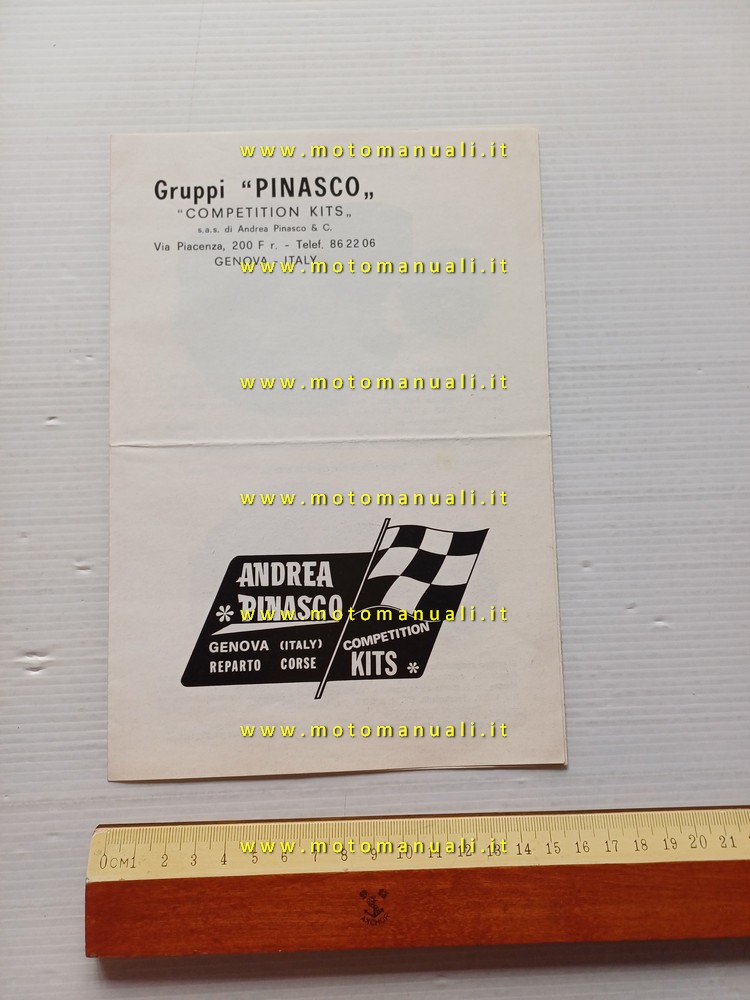 www.motomanuali.it
Gruppi “PINASCO„
“COMPETITION KITS„
s.a.s. di Andrea Pinasco & C.
Via Piacenza, 200 F r. - Telef. 86 22 06
GENOVA - ITALY
www.motomanuali.it
www.motomanuali.it
www.motomanuali.it
ANDREA
* PINASCO
www.motomanuali.it
GENOVA (ITALY)
REPARTO CORSE
COMPETITION
KITS *
www.motomanuali.it
www.motomanuali.it
0CM1 2 3 4 5 6 7 8 9 10 11 12 13 14 15 16 17 18 19 20 21